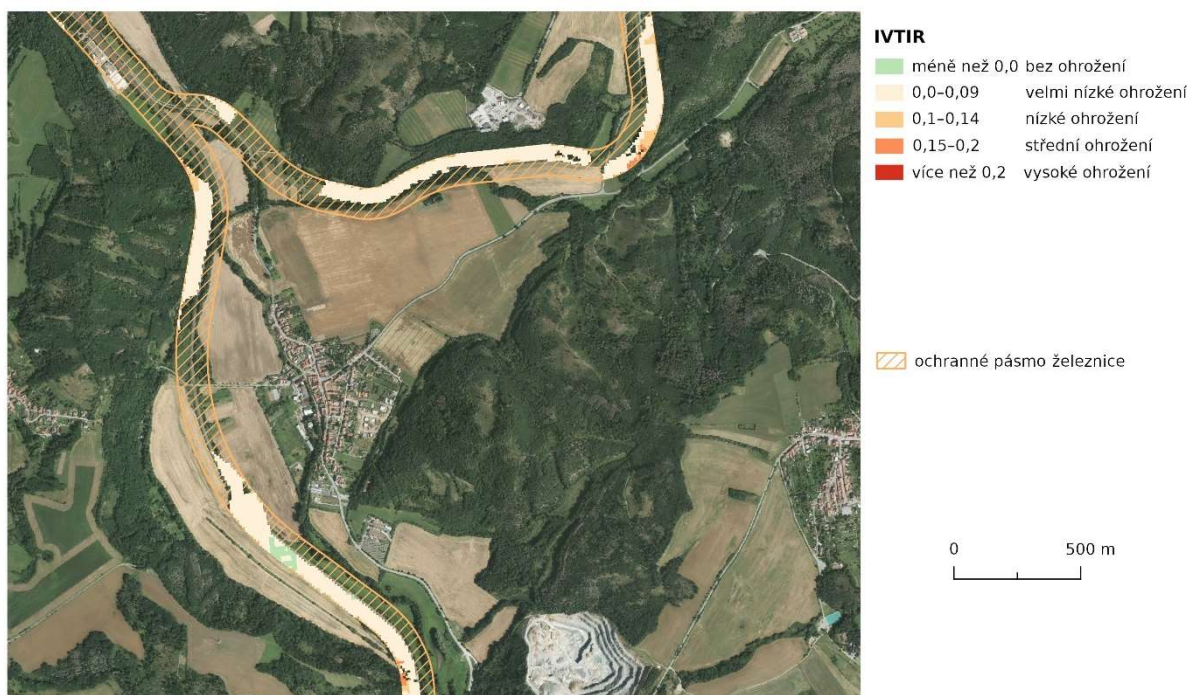 IVTIR
méně než 0,0 bez ohrožení
0,0–0,09 velmi nízké ohrožení
0,1–0,14 nízké ohrožení
0,15–0,2 střední ohrožení
více než 0,2 vysoké ohrožení
ochranné pásmo železnice
0 500 m